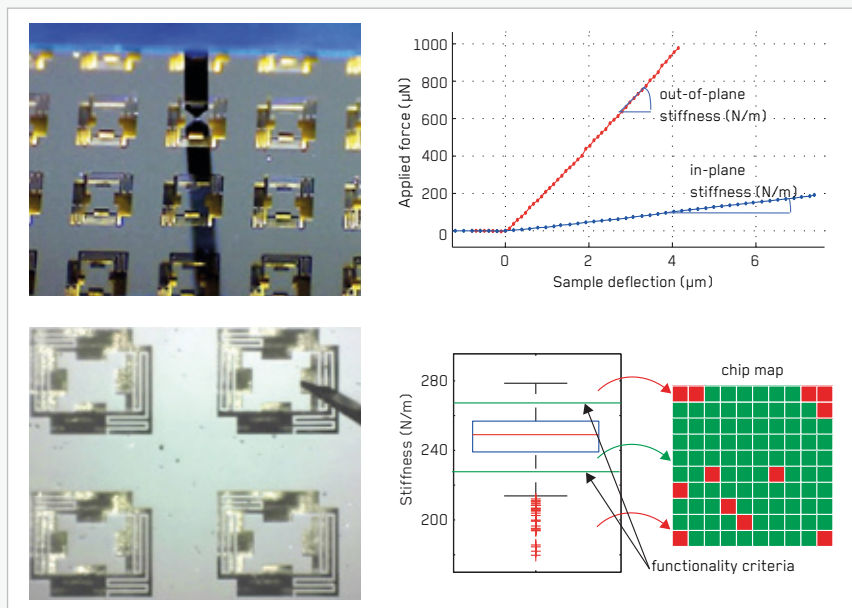 1000
800
600
400
200
0
Applied force (µN)
out-of-plane
stiffness (N/m)
in-plane
stiffness (N/m)
0
2
4
6
Sample deflection (µm)
280
240
200
Stiffness (N/m)
chip map
functionality criteria